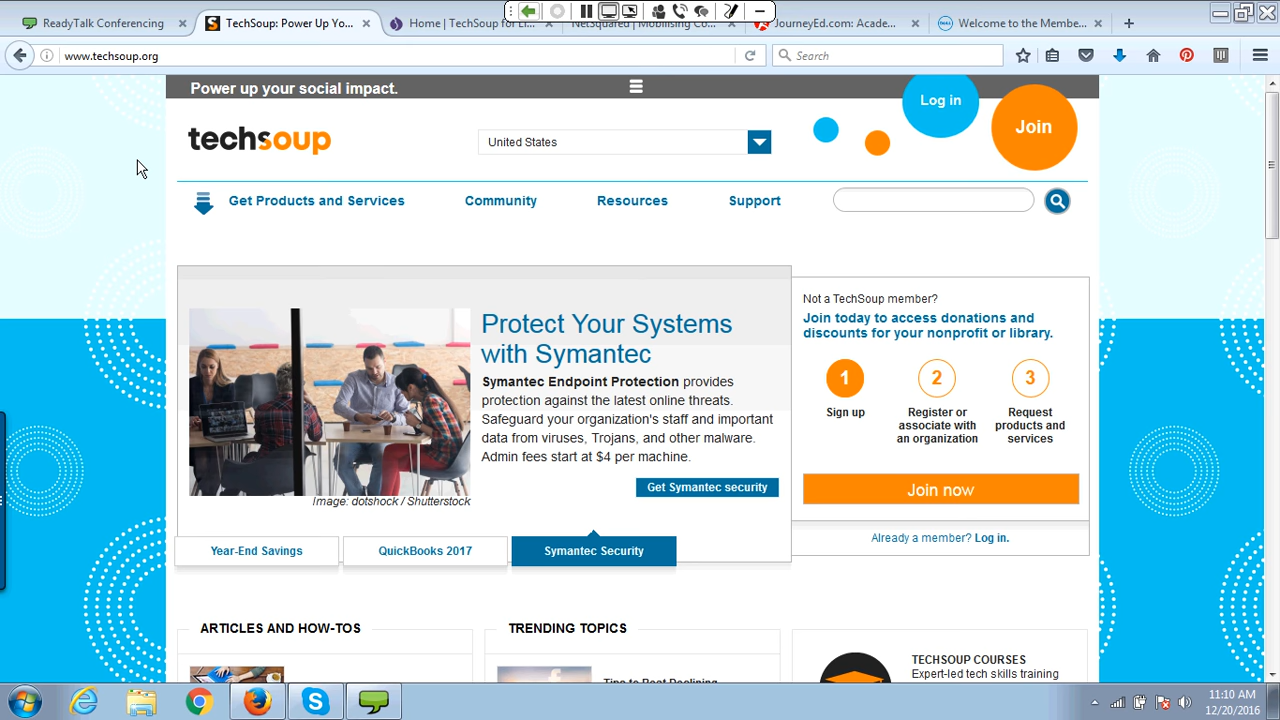 ReadyTalk Conferencing
TechSoup: Power Up Yo...
Home | TechSoup for Li...
NetSquared | Mobilising Co...
JourneyEd.com: Acade...
Welcome to the Membe...
www.techsoup.org
Search
Power up your social impact.
Log in
Join
techsoup
United States
Get Products and Services
Community
Resources
Support
Protect Your Systems
with Symantec
Symantec Endpoint Protection provides
protection against the latest online threats.
Safeguard your organization's staff and important
data from viruses, Trojans, and other malware.
Admin fees start at $4 per machine.
Get Symantec security
Image: dotshock / Shutterstock
Year-End Savings
QuickBooks 2017
Symantec Security
Not a TechSoup member?
Join today to access donations and
discounts for your nonprofit or library.
1
2
3
Sign up
Register or
associate with
an organization
Request
products and
services
Join now
Already a member? Log in.
ARTICLES AND HOW-TOS
TRENDING TOPICS
Tips to Boost Declining
TECHSOUP COURSES
Expert-led tech skills training
11:10 AM
12/20/2016